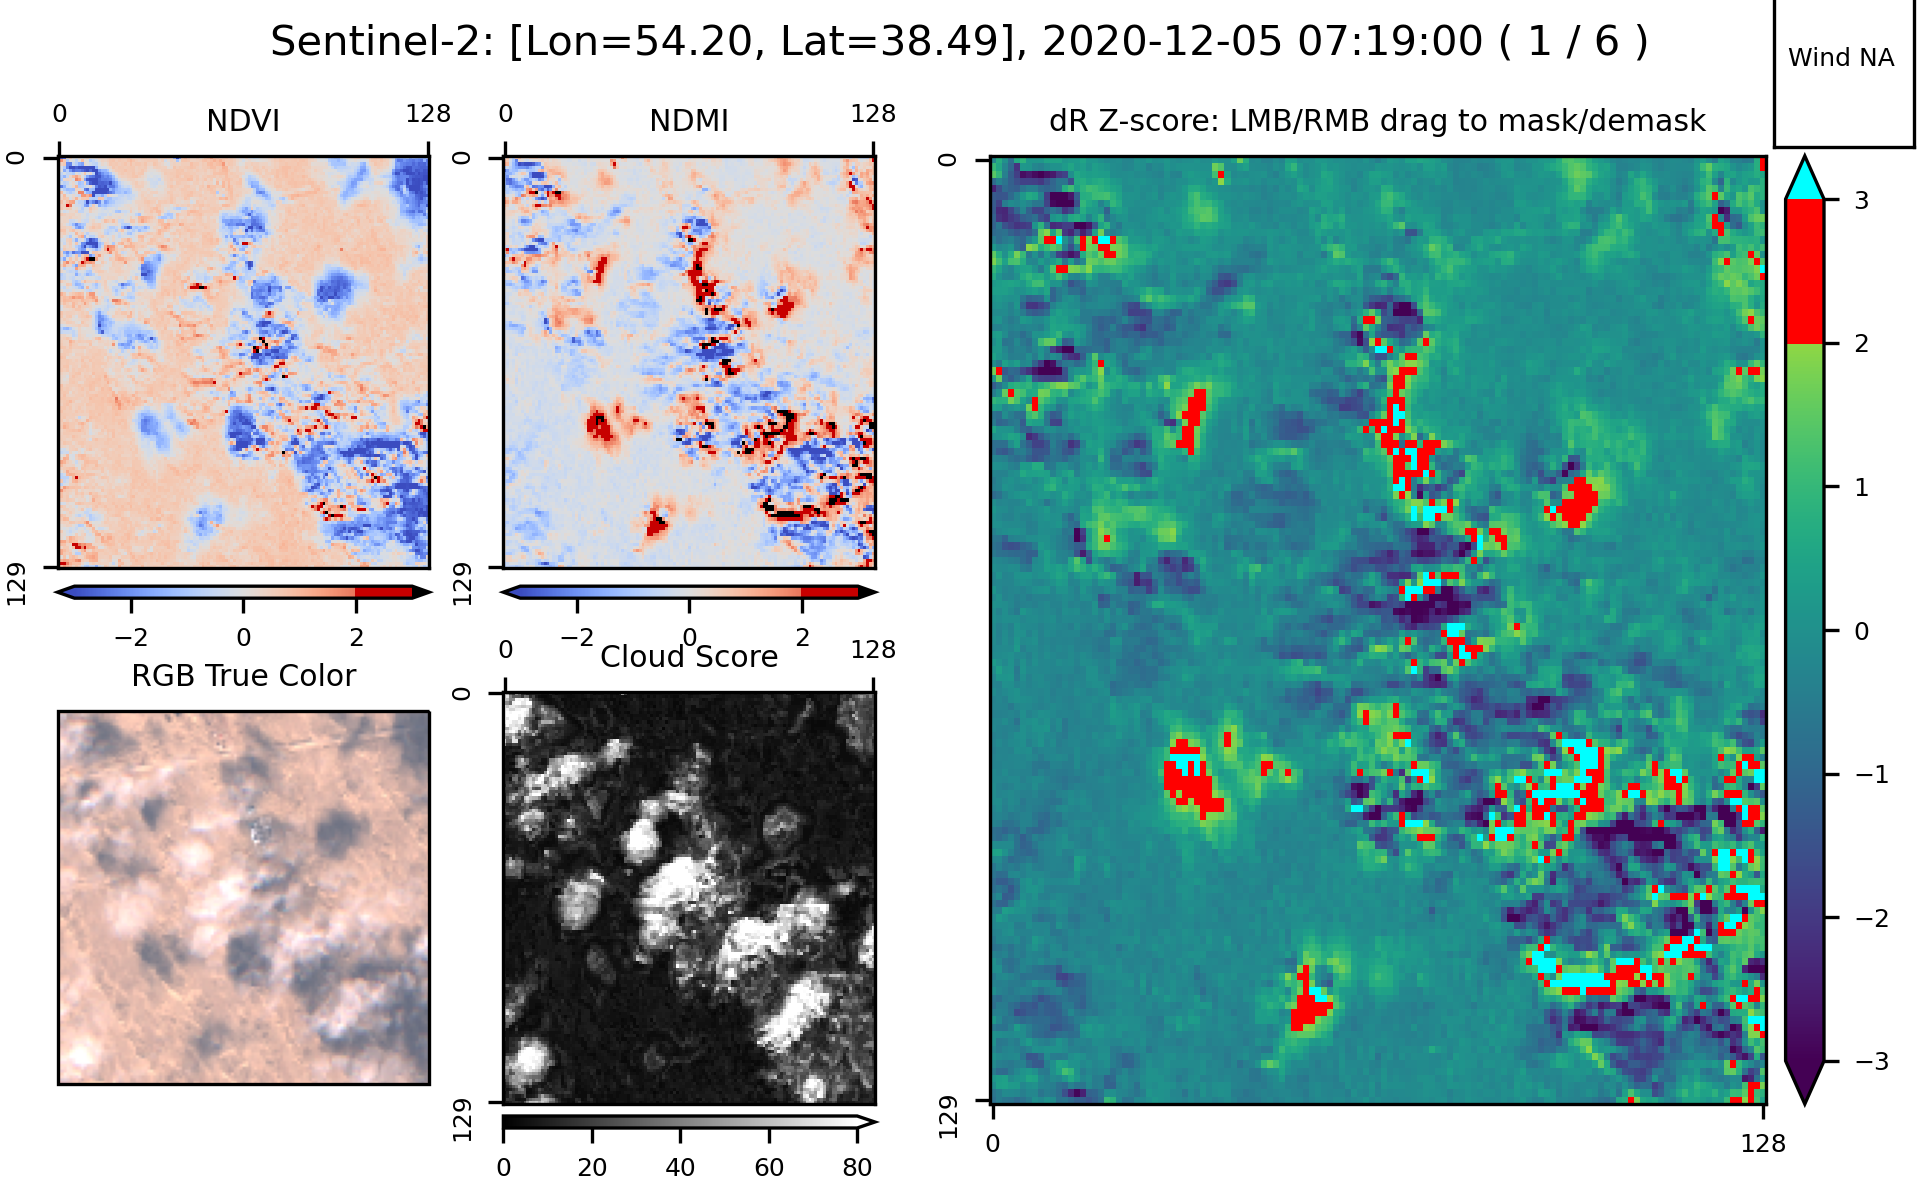 Sentinel-2: [Lon=54.20, Lat=38.49], 2020-12-05 07:19:00 ( 1 / 6 )
Wind NA
0 NDVI 128
0
129
−2 0 2
0 NDMI 128
0
129
−2 0 2
dR Z-score: LMB/RMB drag to mask/demask
0
129
0 128
3
2
1
0
−1
−2
−3
RGB True Color
0 Cloud Score 128
0
129
0 20 40 60 80